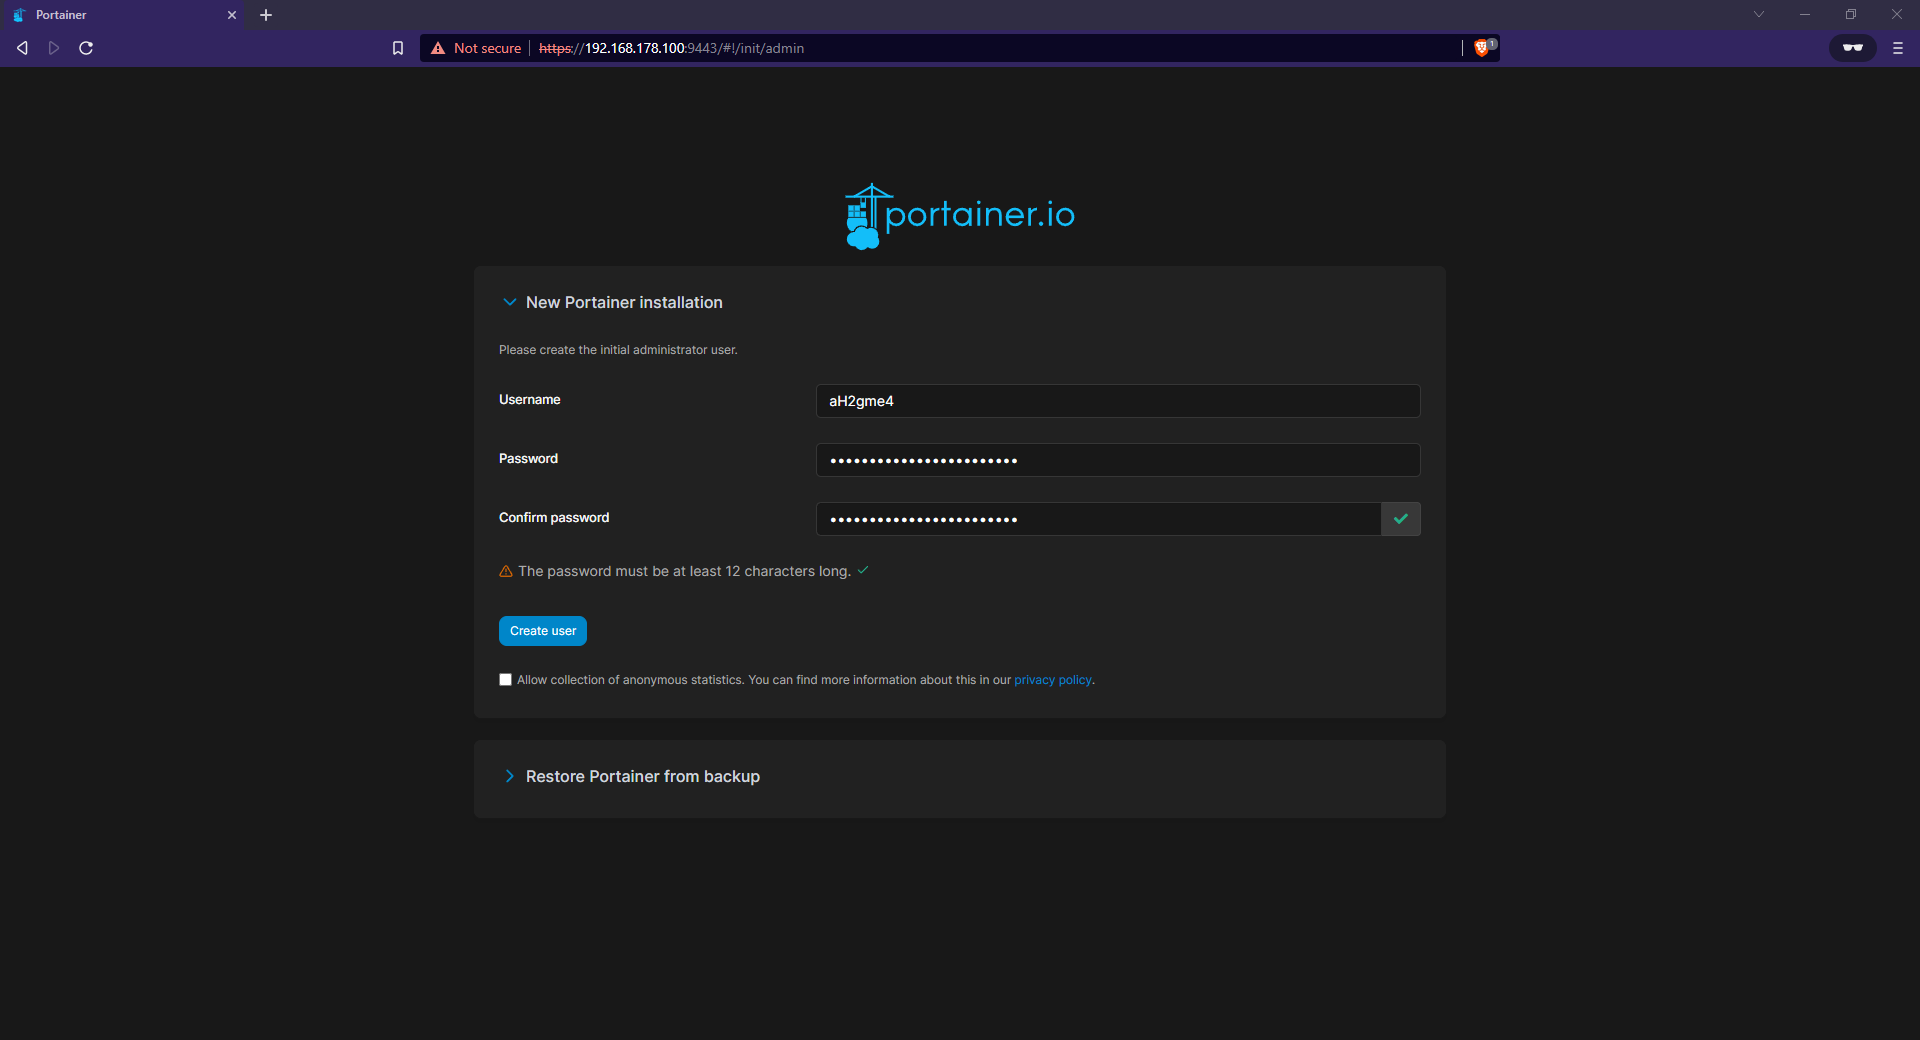 Portainer
Not secure https://192.168.178.100:9443/#!/init/admin 1
portainer.io
New Portainer installation
Please create the initial administrator user.
Username aH2gme4
Password ••••••••••••••••••••••••
Confirm password ••••••••••••••••••••••••
The password must be at least 12 characters long.
Create user
Allow collection of anonymous statistics. You can find more information about this in our privacy policy.
Restore Portainer from backup